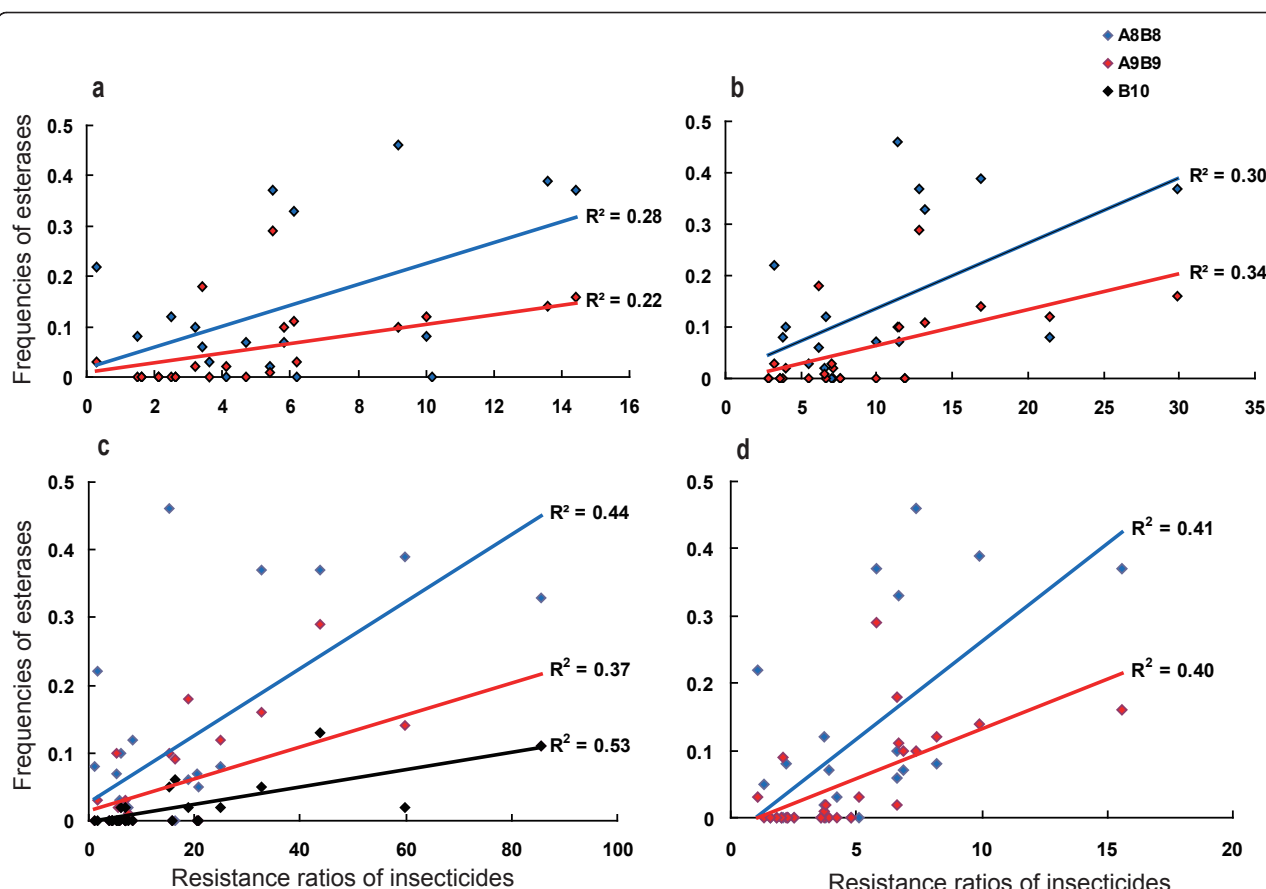 A8B8
A9B9
B10
a
b
Frequencies of esterases
0.5
0.4
0.3
0.2
0.1
0
R² = 0.28
R² = 0.22
0 2 4 6 8 10 12 14 16
0.5
0.4
0.3
0.2
0.1
0
R² = 0.30
R² = 0.34
0 5 10 15 20 25 30 35
c
d
Frequencies of esterases
0.5
0.4
0.3
0.2
0.1
0
R² = 0.44
R² = 0.37
R² = 0.53
0 20 40 60 80 100
Resistance ratios of insecticides
0.5
0.4
0.3
0.2
0.1
0
R² = 0.41
R² = 0.40
0 5 10 15 20
Resistance ratios of insecticides